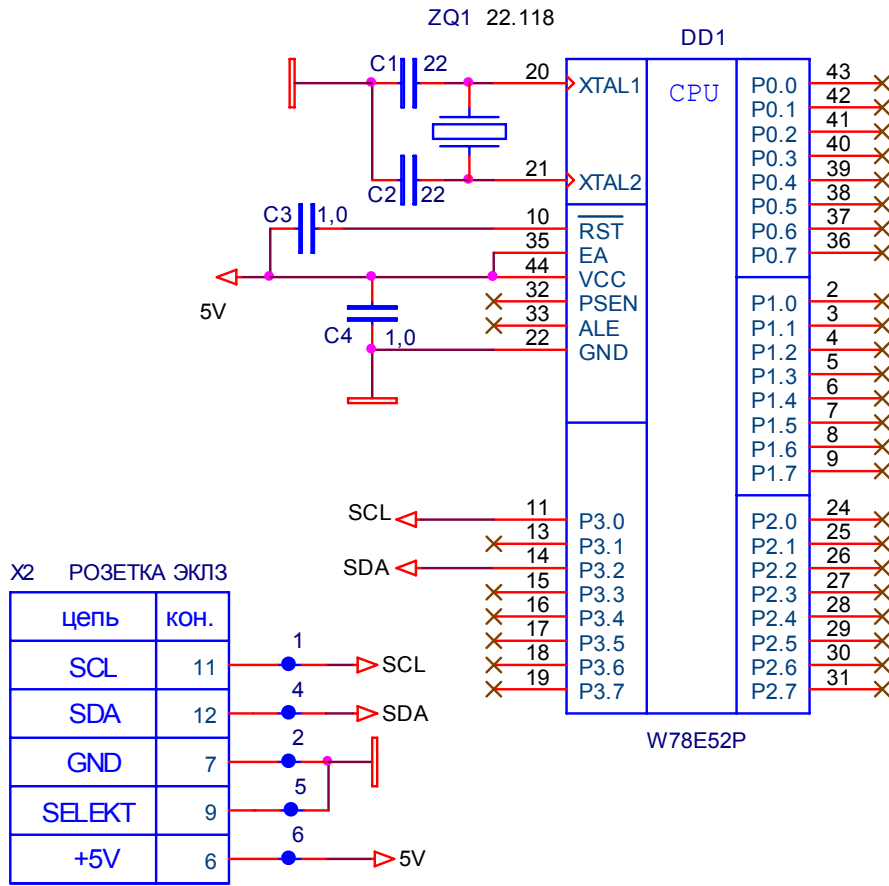 ZQ1 22.118
DD1
C1 22
20 XTAL1
CPU
P0.0 43
P0.1 42
P0.2 41
P0.3 40
P0.4 39
P0.5 38
P0.6 37
P0.7 36
C2 22
21 XTAL2
C3 1,0
10 RST
35 EA
44 VCC
5V
32 PSEN
33 ALE
C4 1,0
22 GND
P1.0 2
P1.1 3
P1.2 4
P1.3 5
P1.4 6
P1.5 7
P1.6 8
P1.7 9
SCL 11 P3.0
13 P3.1
SDA 14 P3.2
15 P3.3
16 P3.4
17 P3.5
18 P3.6
19 P3.7
P2.0 24
P2.1 25
P2.2 26
P2.3 27
P2.4 28
P2.5 29
P2.6 30
P2.7 31
W78E52P
X2 РОЗЕТКА ЭКЛЗ
цепь кон.
SCL 11 1 SCL
SDA 12 4 SDA
GND 7 2
SELEKT 9 5
+5V 6 6 5V